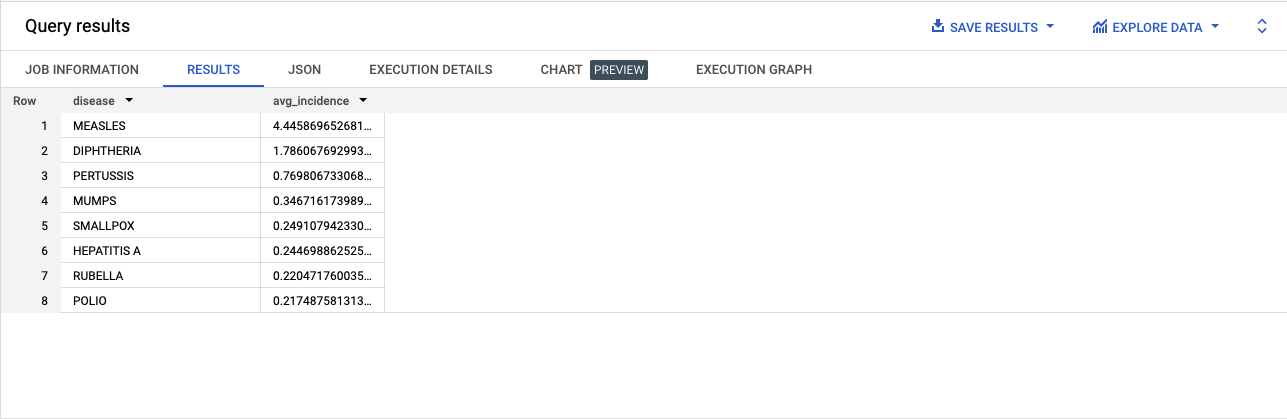 Query results SAVE RESULTS EXPLORE DATA
JOB INFORMATION RESULTS JSON EXECUTION DETAILS CHART PREVIEW EXECUTION GRAPH
Row disease avg_incidence
1 MEASLES 4.445869652681...
2 DIPHTHERIA 1.786067692993...
3 PERTUSSIS 0.769806733068...
4 MUMPS 0.346716173989...
5 SMALLPOX 0.249107942330...
6 HEPATITIS A 0.244698862525...
7 RUBELLA 0.220471760035...
8 POLIO 0.217487581313...